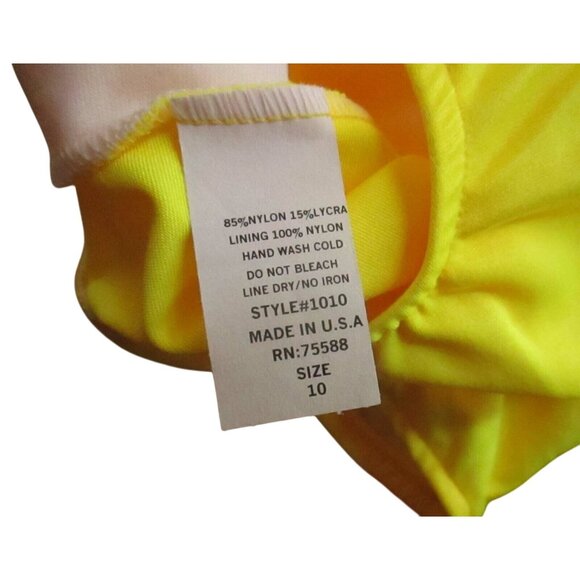 85%NYLON 15%LYCRA
LINING 100% NYLON
HAND WASH COLD
DO NOT BLEACH
LINE DRY/NO IRON
STYLE#1010
MADE IN U.S.A
RN:75588
SIZE
10